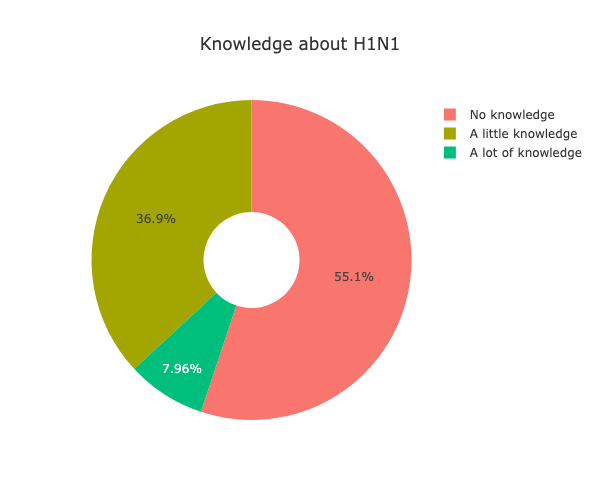 Knowledge about H1N1
No knowledge
A little knowledge
A lot of knowledge
36.9%
55.1%
7.96%